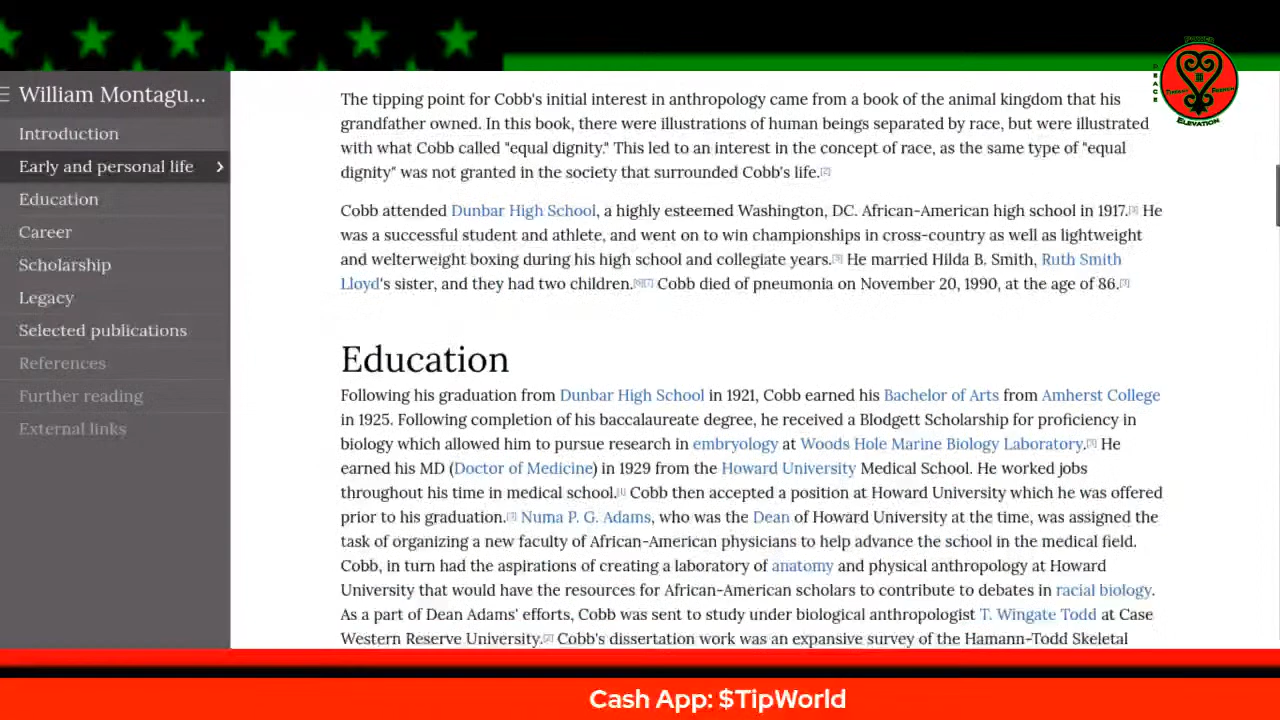 POWER
PEACE
ELEVATION
William Montagu...
Introduction
Early and personal life
Education
Career
Scholarship
Legacy
Selected publications
References
Further reading
External links
The tipping point for Cobb's initial interest in anthropology came from a book of the animal kingdom that his
grandfather owned. In this book, there were illustrations of human beings separated by race, but were illustrated
with what Cobb called "equal dignity." This led to an interest in the concept of race, as the same type of "equal
dignity" was not granted in the society that surrounded Cobb's life.[2]
Cobb attended Dunbar High School, a highly esteemed Washington, DC. African-American high school in 1917.[3] He
was a successful student and athlete, and went on to win championships in cross-country as well as lightweight
and welterweight boxing during his high school and collegiate years. He married Hilda B. Smith, Ruth Smith
Lloyd's sister, and they had two children. Cobb died of pneumonia on November 20, 1990, at the age of 86.
Education
Following his graduation from Dunbar High School in 1921, Cobb earned his Bachelor of Arts from Amherst College
in 1925. Following completion of his baccalaureate degree, he received a Blodgett Scholarship for proficiency in
biology which allowed him to pursue research in embryology at Woods Hole Marine Biology Laboratory. He
earned his MD (Doctor of Medicine) in 1929 from the Howard University Medical School. He worked jobs
throughout his time in medical school. Cobb then accepted a position at Howard University which he was offered
prior to his graduation. Numa P. G. Adams, who was the Dean of Howard University at the time, was assigned the
task of organizing a new faculty of African-American physicians to help advance the school in the medical field.
Cobb, in turn had the aspirations of creating a laboratory of anatomy and physical anthropology at Howard
University that would have the resources for African-American scholars to contribute to debates in racial biology.
As a part of Dean Adams' efforts, Cobb was sent to study under biological anthropologist T. Wingate Todd at Case
Western Reserve University.[2] Cobb's dissertation work was an expansive survey of the Hamann-Todd Skeletal
Cash App: $TipWorld